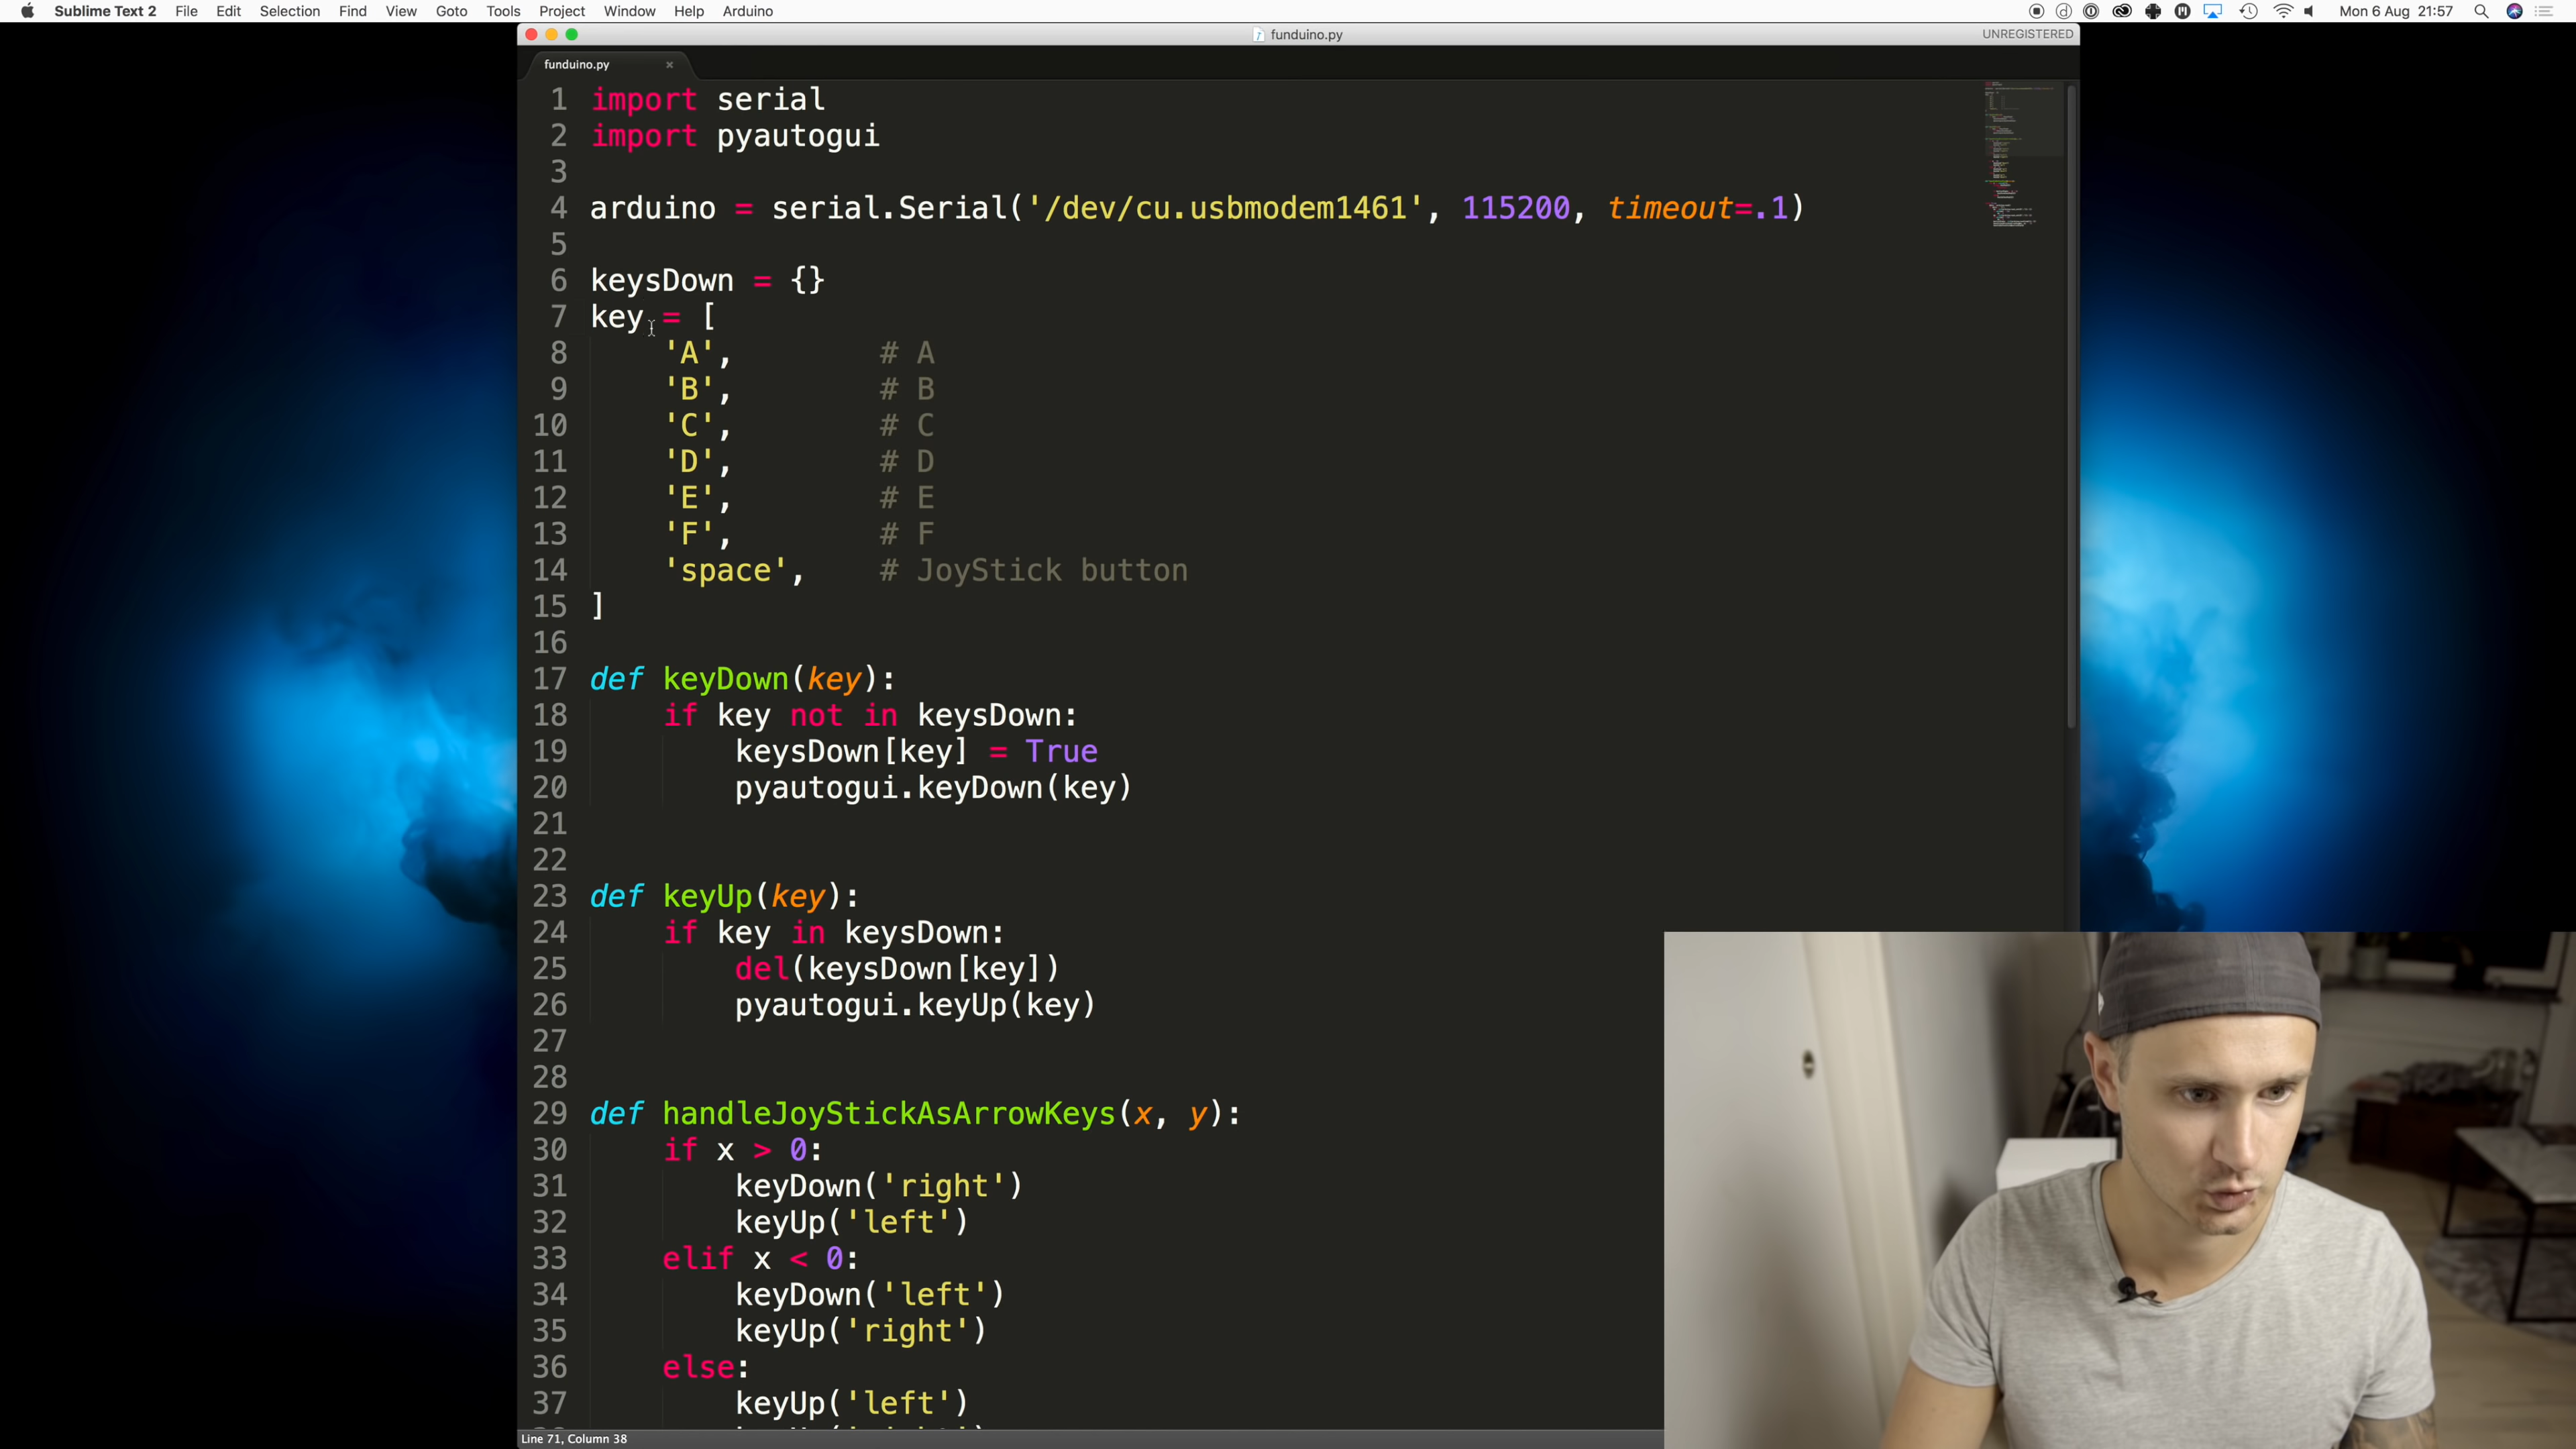 Sublime Text 2 File Edit Selection Find View Goto Tools Project Window Help Arduino Mon 6 Aug 21:57
funduino.py UNREGISTERED
funduino.py
1 import serial
2 import pyautogui
3
4 arduino = serial.Serial('/dev/cu.usbmodem1461', 115200, timeout=.1)
5
6 keysDown = {}
7 key = [
8 'A', # A
9 'B', # B
10 'C', # C
11 'D', # D
12 'E', # E
13 'F', # F
14 'space', # JoyStick button
15 ]
16
17 def keyDown(key):
18 if key not in keysDown:
19 keysDown[key] = True
20 pyautogui.keyDown(key)
21
22
23 def keyUp(key):
24 if key in keysDown:
25 del(keysDown[key])
26 pyautogui.keyUp(key)
27
28
29 def handleJoyStickAsArrowKeys(x, y):
30 if x > 0:
31 keyDown('right')
32 keyUp('left')
33 elif x < 0:
34 keyDown('left')
35 keyUp('right')
36 else:
37 keyUp('left')
Line 71, Column 38